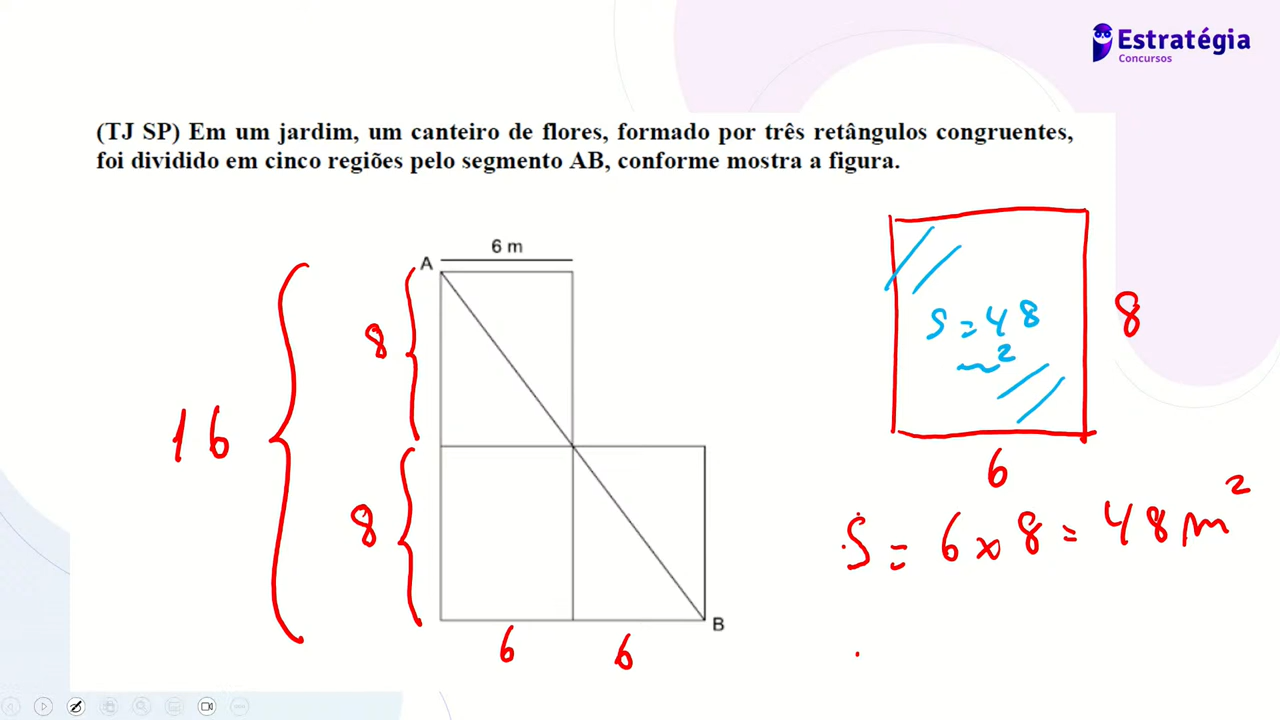 Estratégia
Concursos
(TJ SP) Em um jardim, um canteiro de flores, formado por três retângulos congruentes,
foi dividido em cinco regiões pelo segmento AB, conforme mostra a figura.
6 m
A
8
16
8
6
6
B
S = 48
m²
8
6
S = 6 x 8 = 48 m²